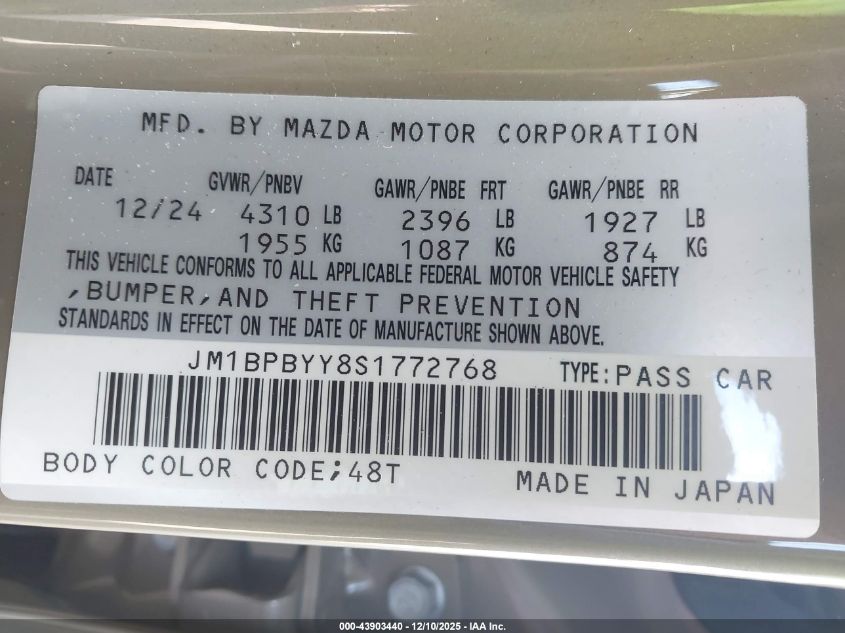 MFD. BY MAZDA MOTOR CORPORATION
DATE GVWR/PNBV GAWR/PNBE FRT GAWR/PNBE RR
12/24 4310 LB 2396 LB 1927 LB
1955 KG 1087 KG 874 KG
THIS VEHICLE CONFORMS TO ALL APPLICABLE FEDERAL MOTOR VEHICLE SAFETY
,BUMPER,AND THEFT PREVENTION
STANDARDS IN EFFECT ON THE DATE OF MANUFACTURE SHOWN ABOVE.
JM1BPBYY8S1772768 TYPE:PASS CAR
BODY COLOR CODE;48T MADE IN JAPAN
000-43903440 - 12/10/2025 - IAA Inc.